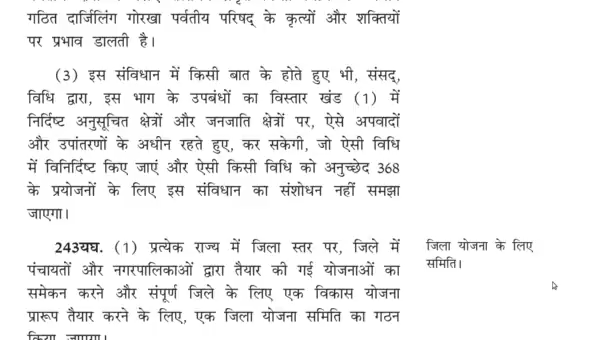 गठित दार्जिलिंग गोरखा पर्वतीय परिषद् के कृत्यों और शक्तियों
पर प्रभाव डालती है।
(3) इस संविधान में किसी बात के होते हुए भी, संसद्,
विधि द्वारा, इस भाग के उपबंधों का विस्तार खंड (1) में
निर्दिष्ट अनुसूचित क्षेत्रों और जनजाति क्षेत्रों पर, ऐसे अपवादों
और उपांतरणों के अधीन रहते हुए, कर सकेगी, जो ऐसी विधि
में विनिर्दिष्ट किए जाएं और ऐसी किसी विधि को अनुच्छेद 368
के प्रयोजनों के लिए इस संविधान का संशोधन नहीं समझा
जाएगा।
243यघ. (1) प्रत्येक राज्य में जिला स्तर पर, जिले में
पंचायतों और नगरपालिकाओं द्वारा तैयार की गई योजनाओं का
समेकन करने और संपूर्ण जिले के लिए एक विकास योजना
प्रारूप तैयार करने के लिए, एक जिला योजना समिति का गठन
किया जाएगा।
जिला योजना के लिए
समिति।